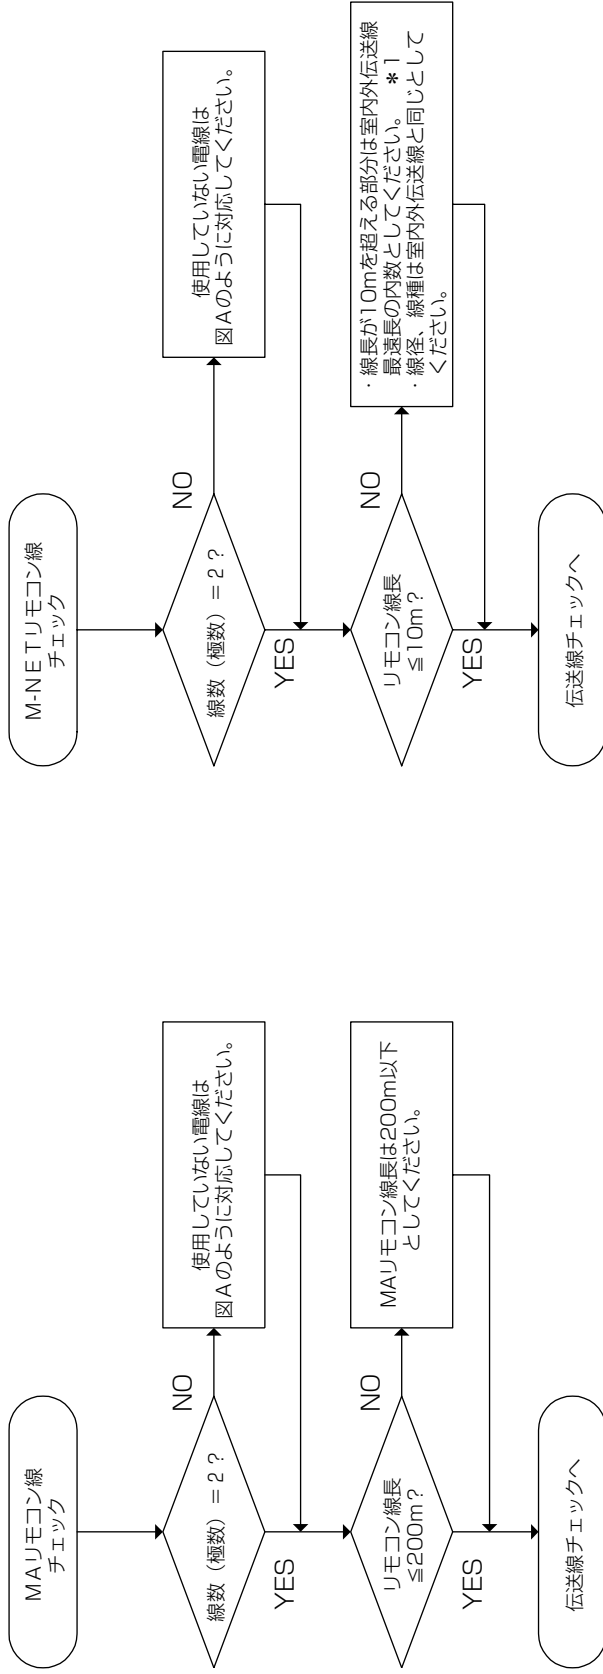 MAリモコン線
チェック
線数（極数）＝２？
NO
使用していない電線は
図Aのように対応してください。
YES
リモコン線長
≦200m？
NO
MAリモコン線長は200m以下
としてください。
YES
伝送線チェックへ
M-NETリモコン線
チェック
線数（極数）＝２？
NO
使用していない電線は
図Aのように対応してください。
YES
リモコン線長
≦10m？
NO
・線長が10mを超える部分は室内外伝送線
最遠長の内数としてください。 ＊１
・線径、線種は室内外伝送線と同じとして
ください。
YES
伝送線チェックへ